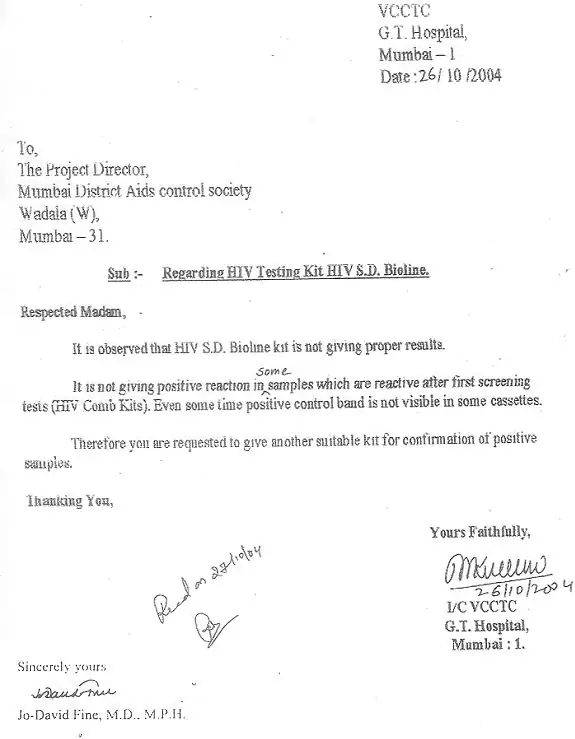 VCCTC
G.T. Hospital,
Mumbai – 1
Date : 26/ 10 /2004
To,
The Project Director,
Mumbai District Aids control society
Wadala (W),
Mumbai – 31.
Sub :- Regarding HIV Testing Kit HIV S.D. Bioline.
Respected Madam,
It is observed that HIV S.D. Bioline kit is not giving proper results.
some
It is not giving positive reaction in samples which are reactive after first screening
tests (HIV Comb Kits). Even some time positive control band is not visible in some cassettes.
Therefore you are requested to give another suitable kit for confirmation of positive
samples.
Thanking You,
Yours Faithfully,
26/10/2004
I/C VCCTC
G.T. Hospital,
Mumbai : 1.
on 27/10/04
Sincerely yours
Jo-David Fine, M.D., M.P.H.